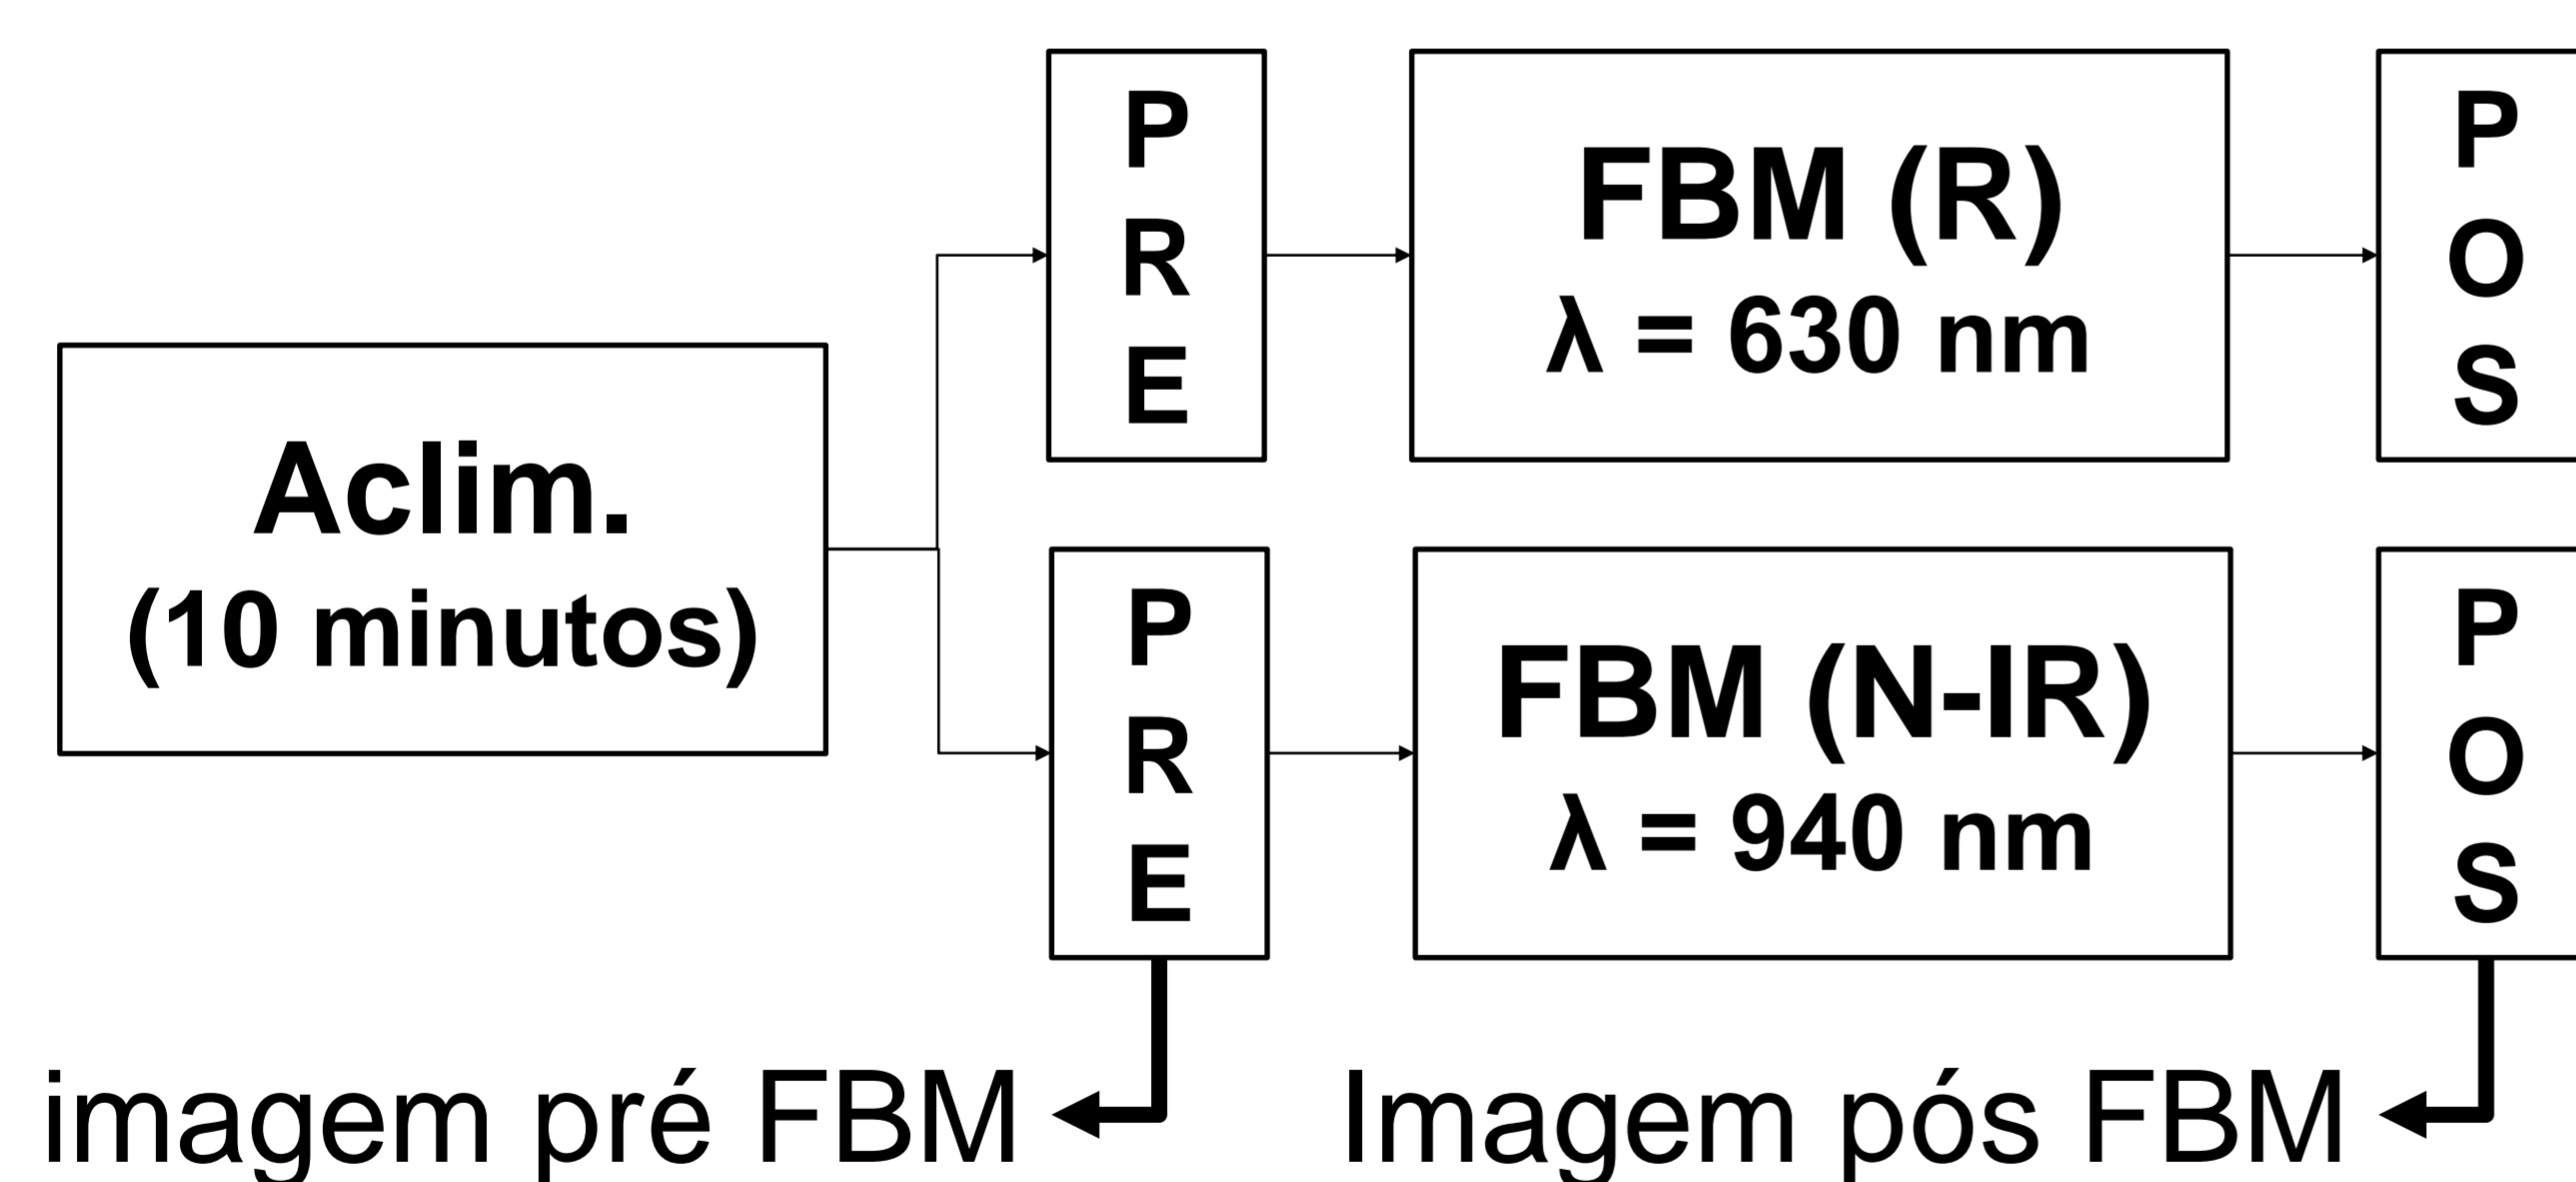 Aclim.
(10 minutos)
P
R
E
FBM (R)
λ = 630 nm
P
O
S
P
R
E
FBM (N-IR)
λ = 940 nm
P
O
S
imagem pré FBM
Imagem pós FBM